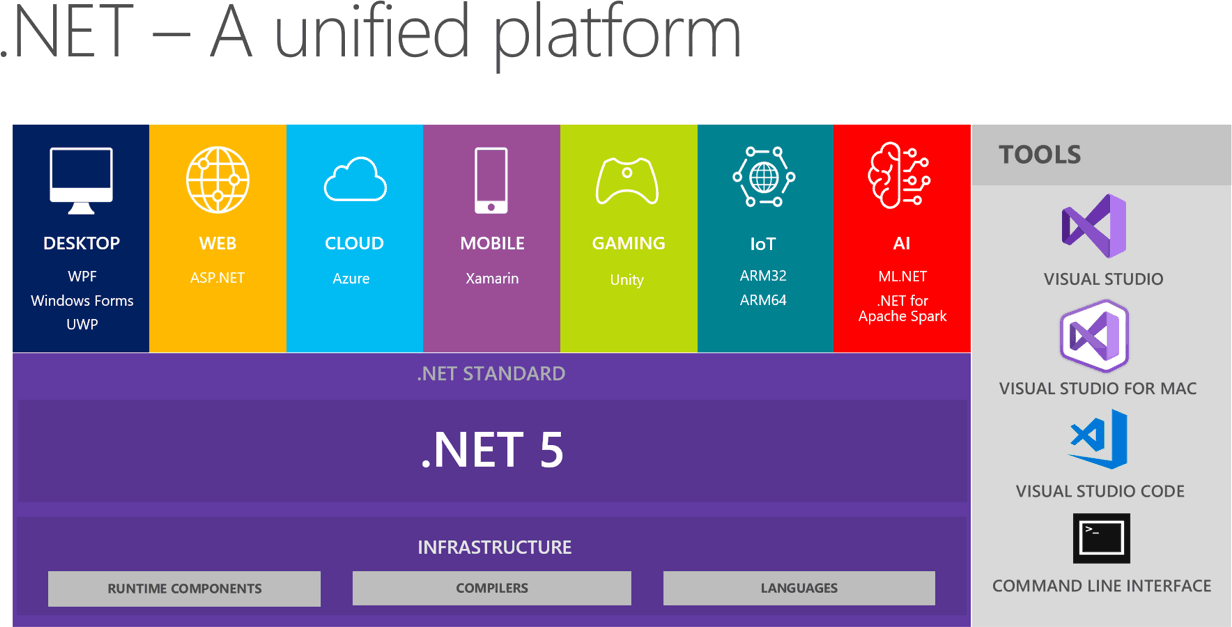 .NET – A unified platform
DESKTOP
WPF
Windows Forms
UWP
WEB
ASP.NET
CLOUD
Azure
MOBILE
Xamarin
GAMING
Unity
IoT
ARM32
ARM64
AI
ML.NET
.NET for
Apache Spark
.NET STANDARD
.NET 5
INFRASTRUCTURE
RUNTIME COMPONENTS
COMPILERS
LANGUAGES
TOOLS
VISUAL STUDIO
VISUAL STUDIO FOR MAC
VISUAL STUDIO CODE
>_
COMMAND LINE INTERFACE